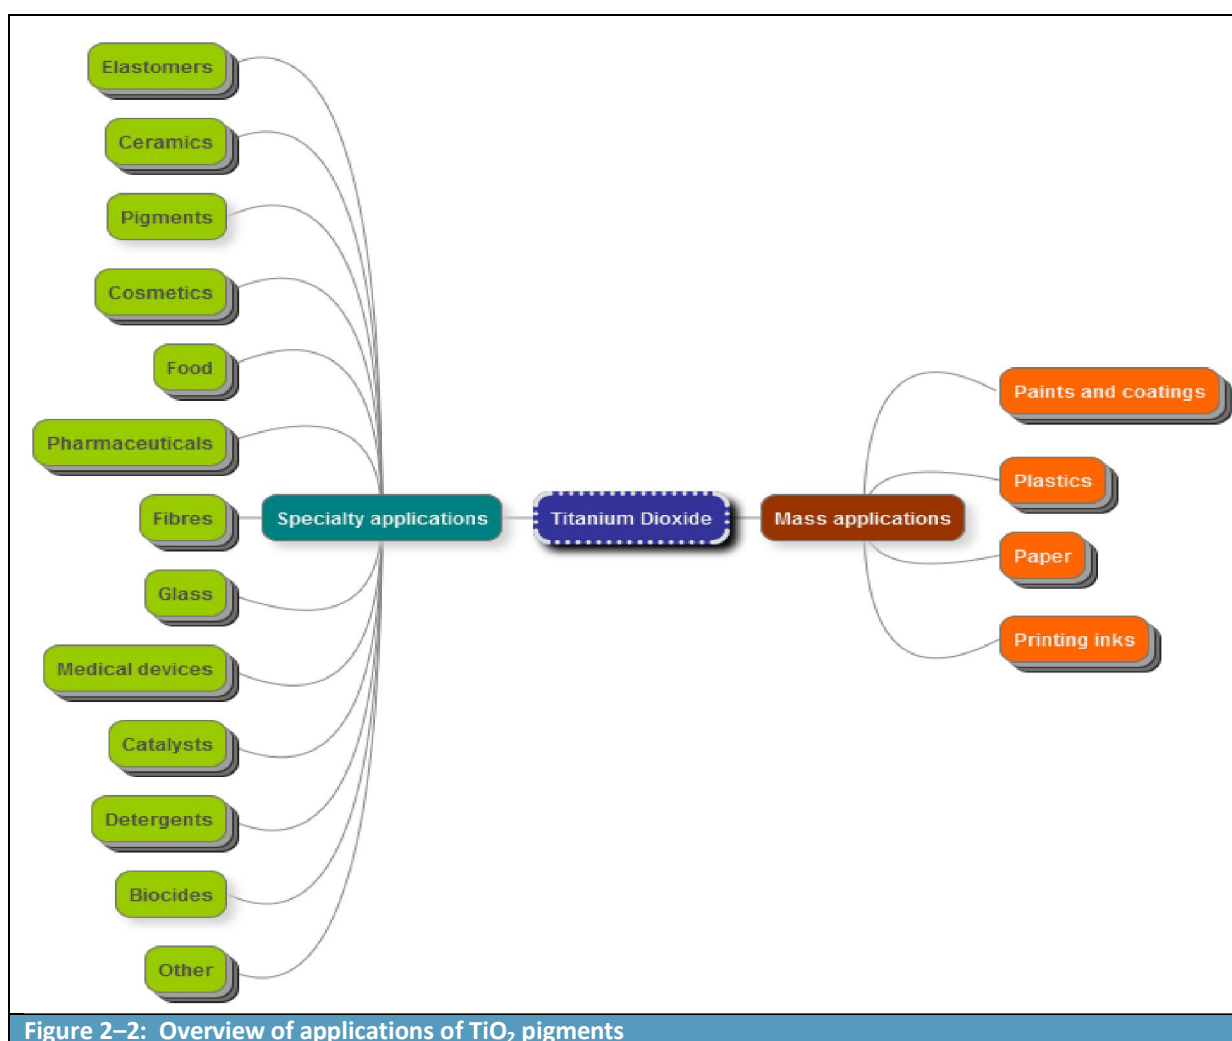 Elastomers
Ceramics
Pigments
Cosmetics
Food
Pharmaceuticals
Fibres
Glass
Medical devices
Catalysts
Detergents
Biocides
Other
Specialty applications
Titanium Dioxide
Mass applications
Paints and coatings
Plastics
Paper
Printing inks
Figure 2–2: Overview of applications of TiO₂ pigments